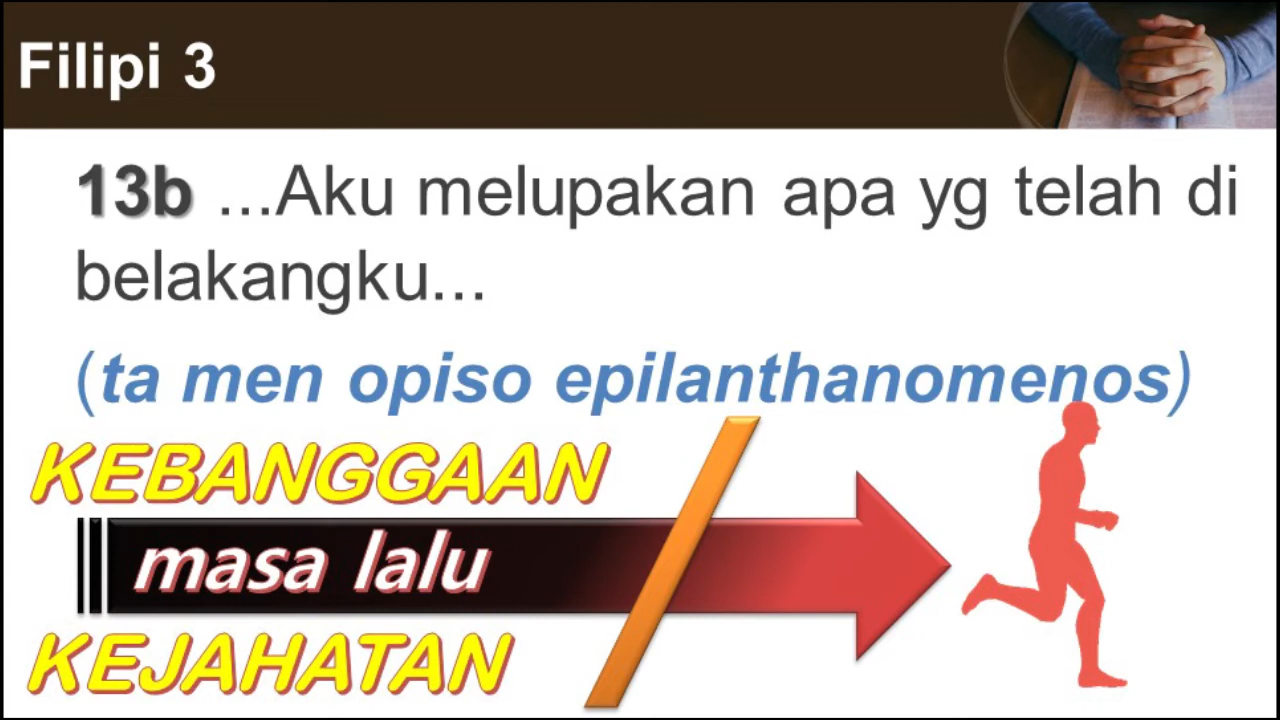 Filipi 3
13b ...Aku melupakan apa yg telah di
belakangku...
(ta men opiso epilanthanomenos)
KEBANGGAAN
masa lalu
KEJAHATAN